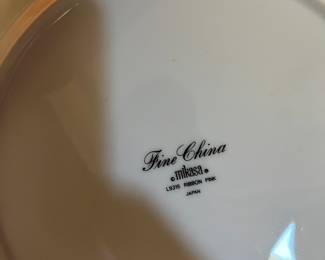 Fine China
© mikasa ®
L9315 RIBBON PINK
JAPAN